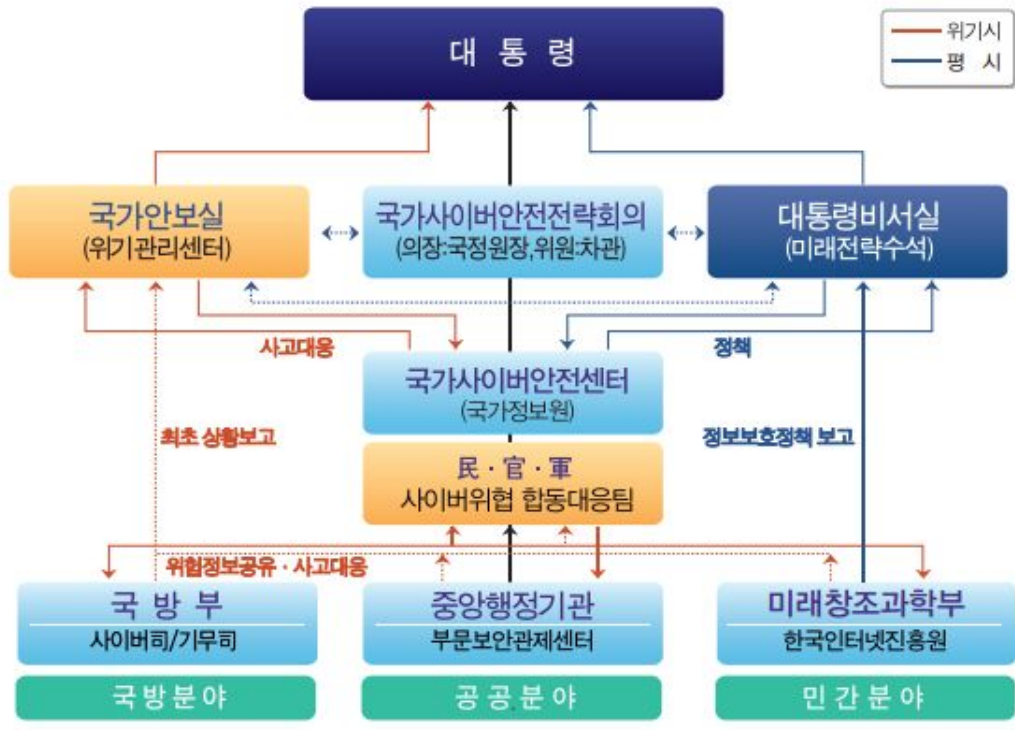 대 통 령
위기시
평 시
국가안보실
(위기관리센터)
국가사이버안전전략회의
(의장:국정원장,위원:차관)
대통령비서실
(미래전략수석)
사고대응
정책
국가사이버안전센터
(국가정보원)
최초 상황보고
정보보호정책 보고
民 · 官 · 軍
사이버위협 합동대응팀
위험정보공유 · 사고대응
국 방 부
사이버司/기무司
중앙행정기관
부문보안관제센터
미래창조과학부
한국인터넷진흥원
국방분야
공공분야
민간분야